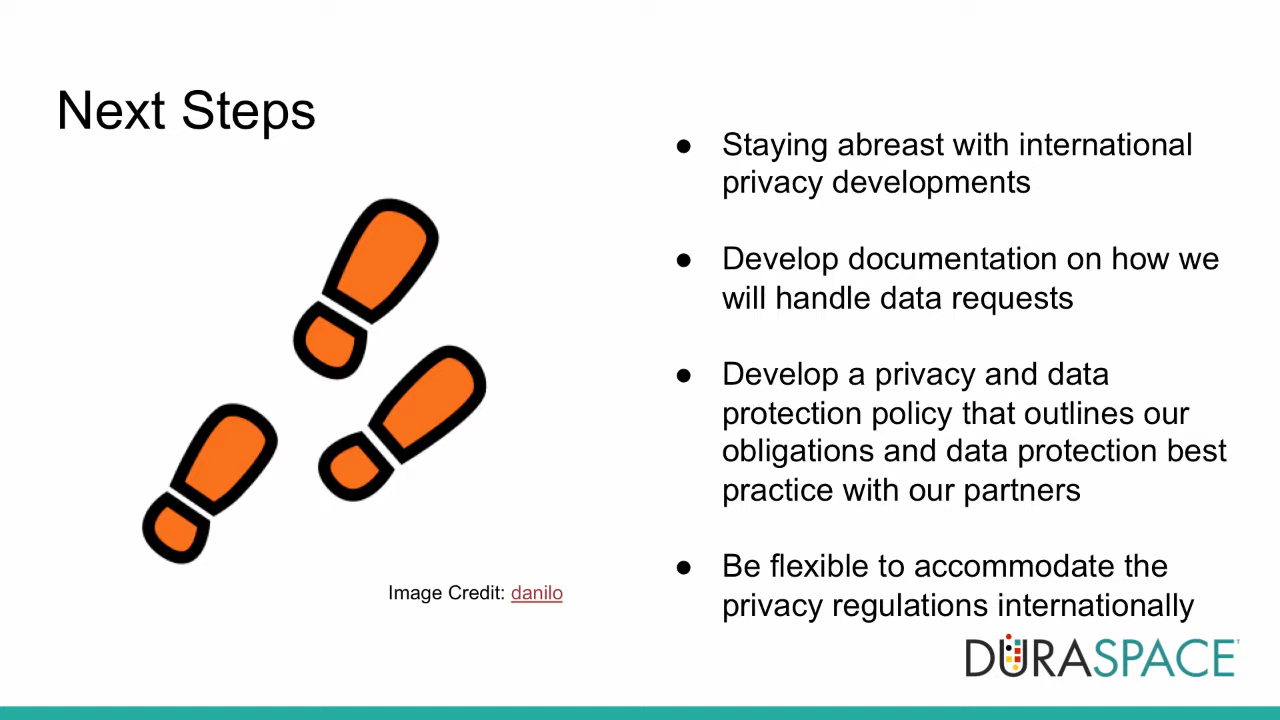 Next Steps
● Staying abreast with international
privacy developments
● Develop documentation on how we
will handle data requests
● Develop a privacy and data
protection policy that outlines our
obligations and data protection best
practice with our partners
● Be flexible to accommodate the
privacy regulations internationally
Image Credit: danilo
DURASPACE